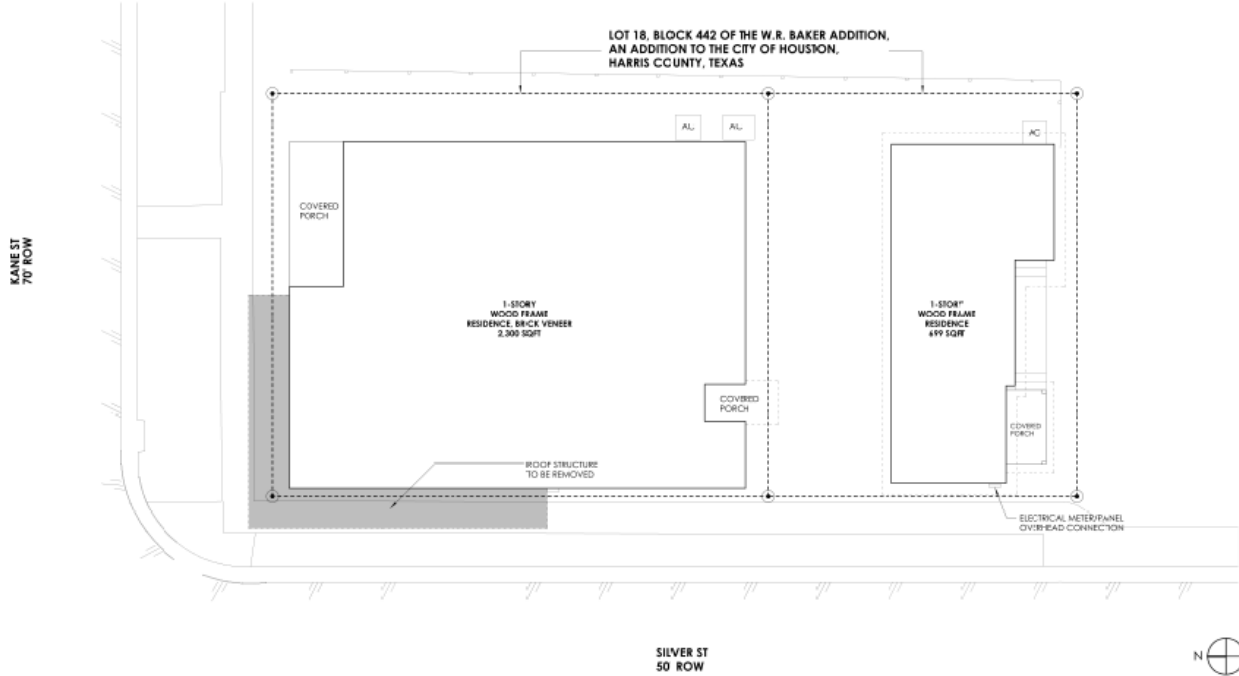 LOT 18, BLOCK 442 OF THE W.R. BAKER ADDITION,
AN ADDITION TO THE CITY OF HOUSTON,
HARRIS COUNTY, TEXAS
AC
AC
AC
COVERED
PORCH
KANE ST
70' ROW
1-STORY
WOOD FRAME
RESIDENCE, BRICK VENEER
2,300 SQFT
1-STORY
WOOD FRAME
RESIDENCE
699 SQFT
COVERED
PORCH
COVERED
PORCH
ROOF STRUCTURE
TO BE REMOVED
ELECTRICAL METER/PANEL
OVERHEAD CONNECTION
SILVER ST
50' ROW
N